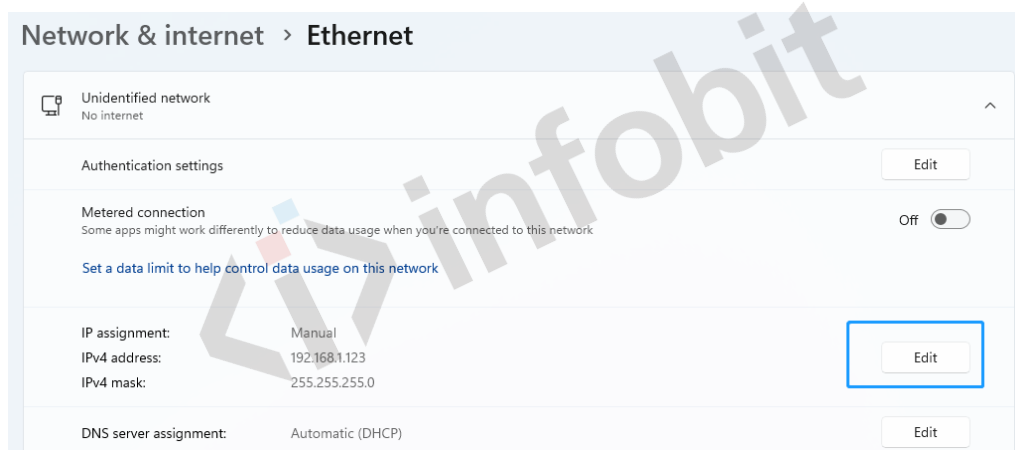 Network & internet > Ethernet
Unidentified network
No internet
Authentication settings
Edit
Metered connection
Some apps might work differently to reduce data usage when you're connected to this network
Off
Set a data limit to help control data usage on this network
IP assignment: Manual
IPv4 address: 192.168.1.123
IPv4 mask: 255.255.255.0
Edit
DNS server assignment: Automatic (DHCP)
Edit
<i> infobit